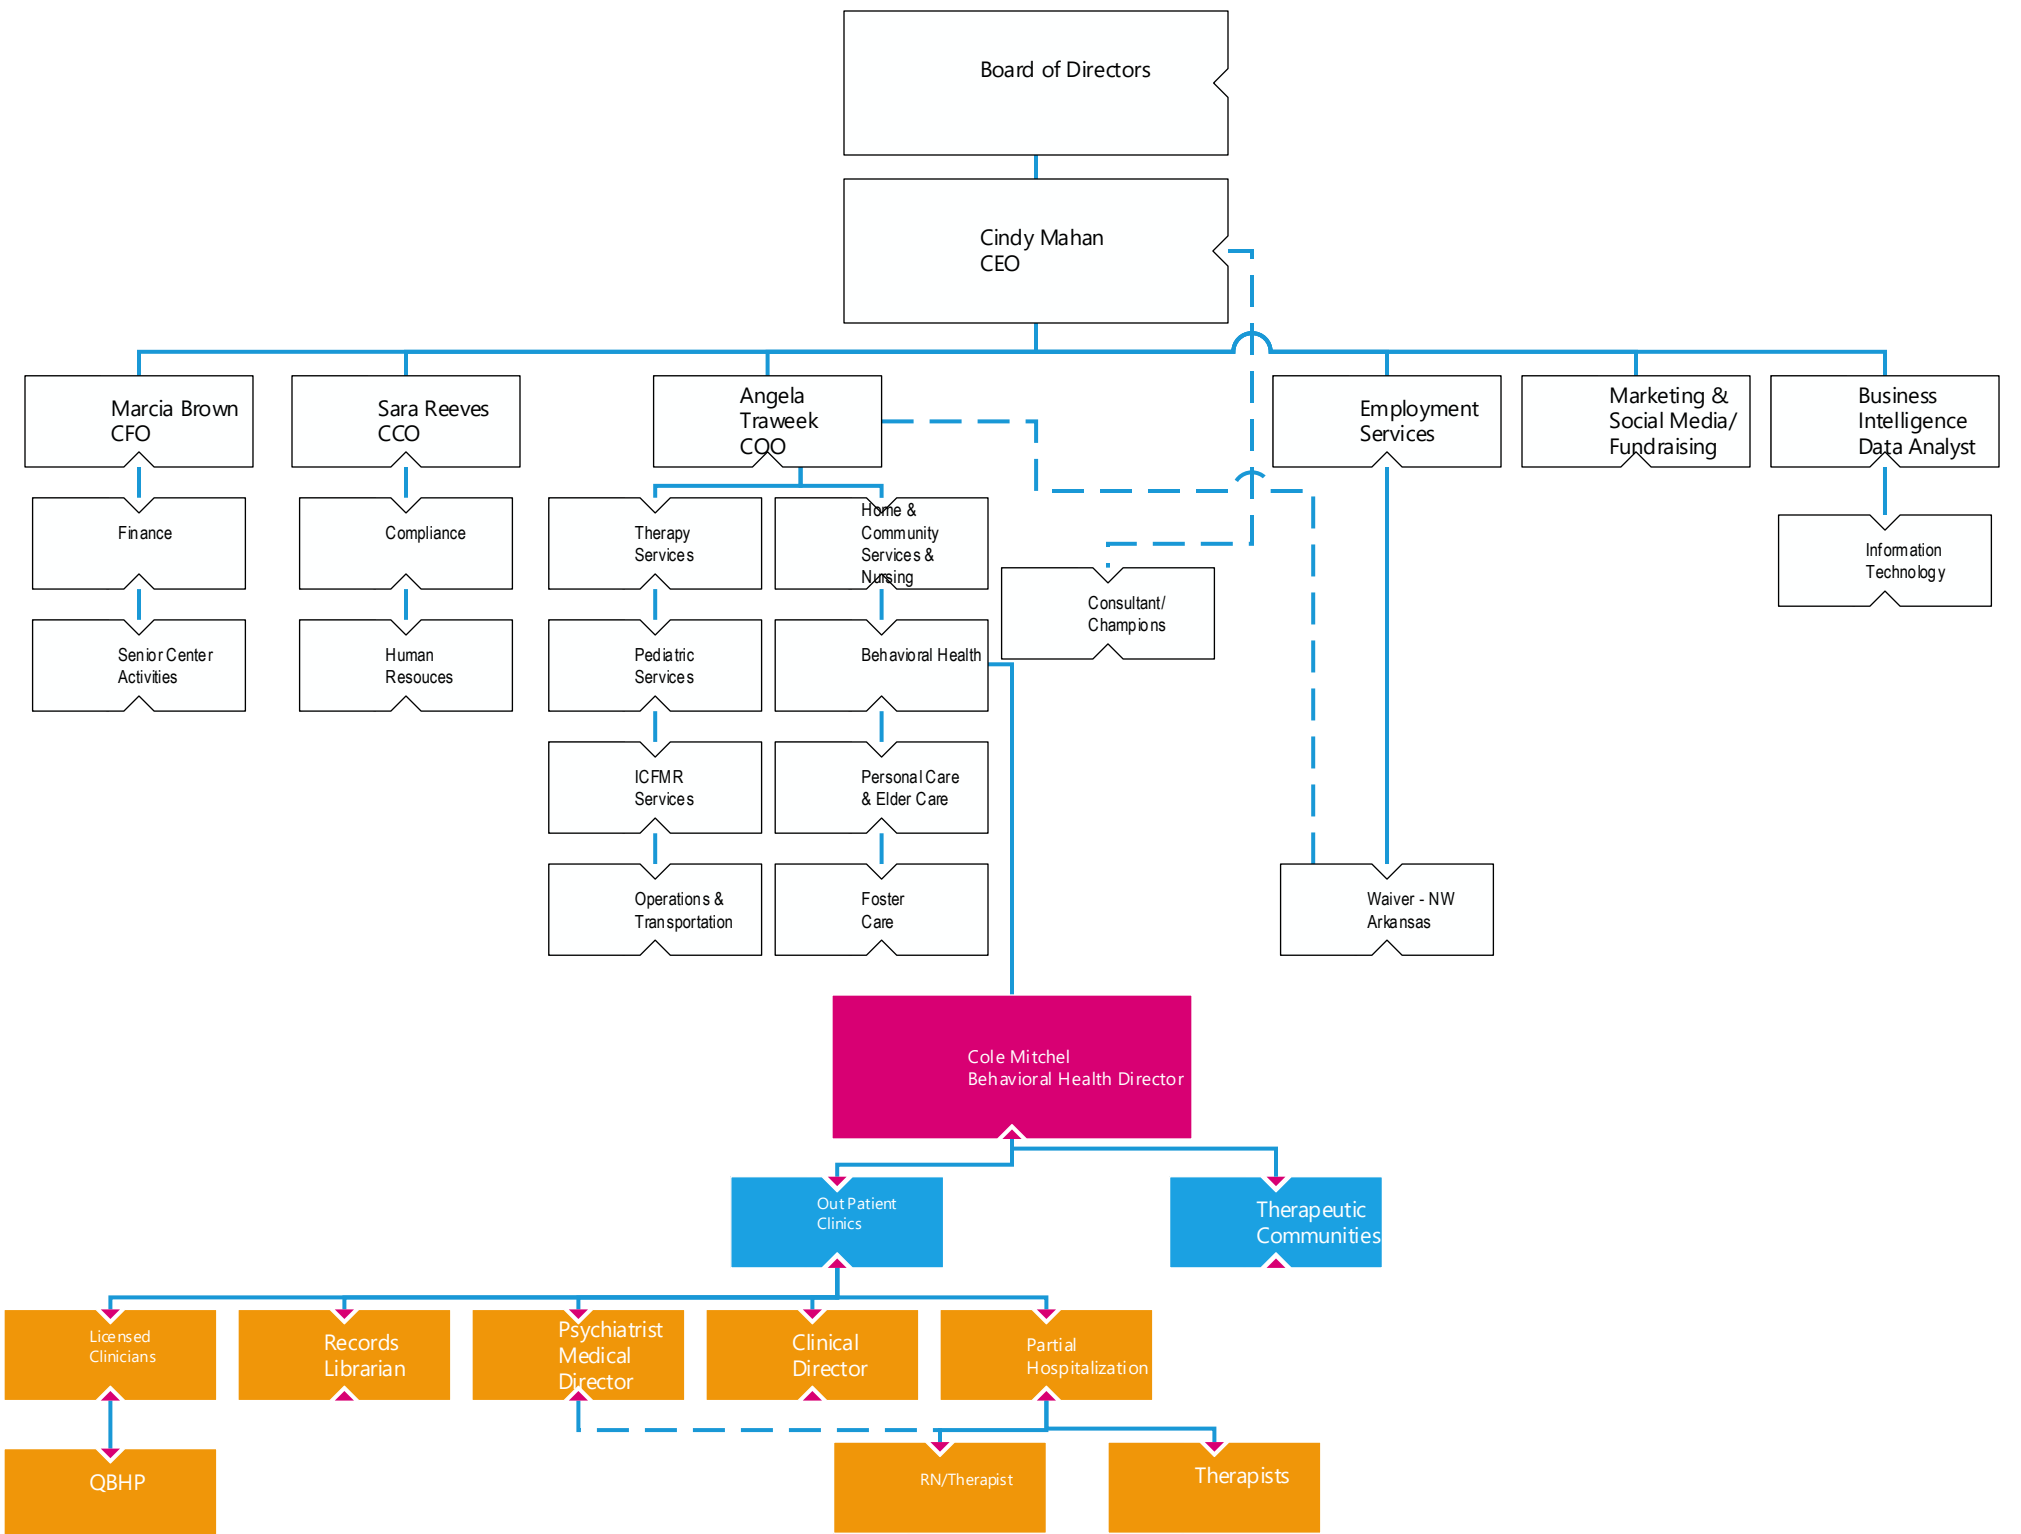 Board of Directors
Cindy Mahan
CEO
Marcia Brown
CFO
Sara Reeves
CCO
Angela
Traweek
COO
Employment
Services
Marketing &
Social Media/
Fundraising
Business
Intelligence
Data Analyst
Finance
Compliance
Therapy
Services
Home &
Community
Services &
Nursing
Information
Technology
Consultant/
Champions
Senior Center
Activities
Human
Resouces
Pediatric
Services
Behavioral Health
ICFMR
Services
Personal Care
& Elder Care
Operations &
Transportation
Foster
Care
Waiver - NW
Arkansas
Cole Mitchel
Behavioral Health Director
Out Patient
Clinics
Therapeutic
Communities
Licensed
Clinicians
Records
Librarian
Psychiatrist
Medical
Director
Clinical
Director
Partial
Hospitalization
QBHP
RN/Therapist
Therapists